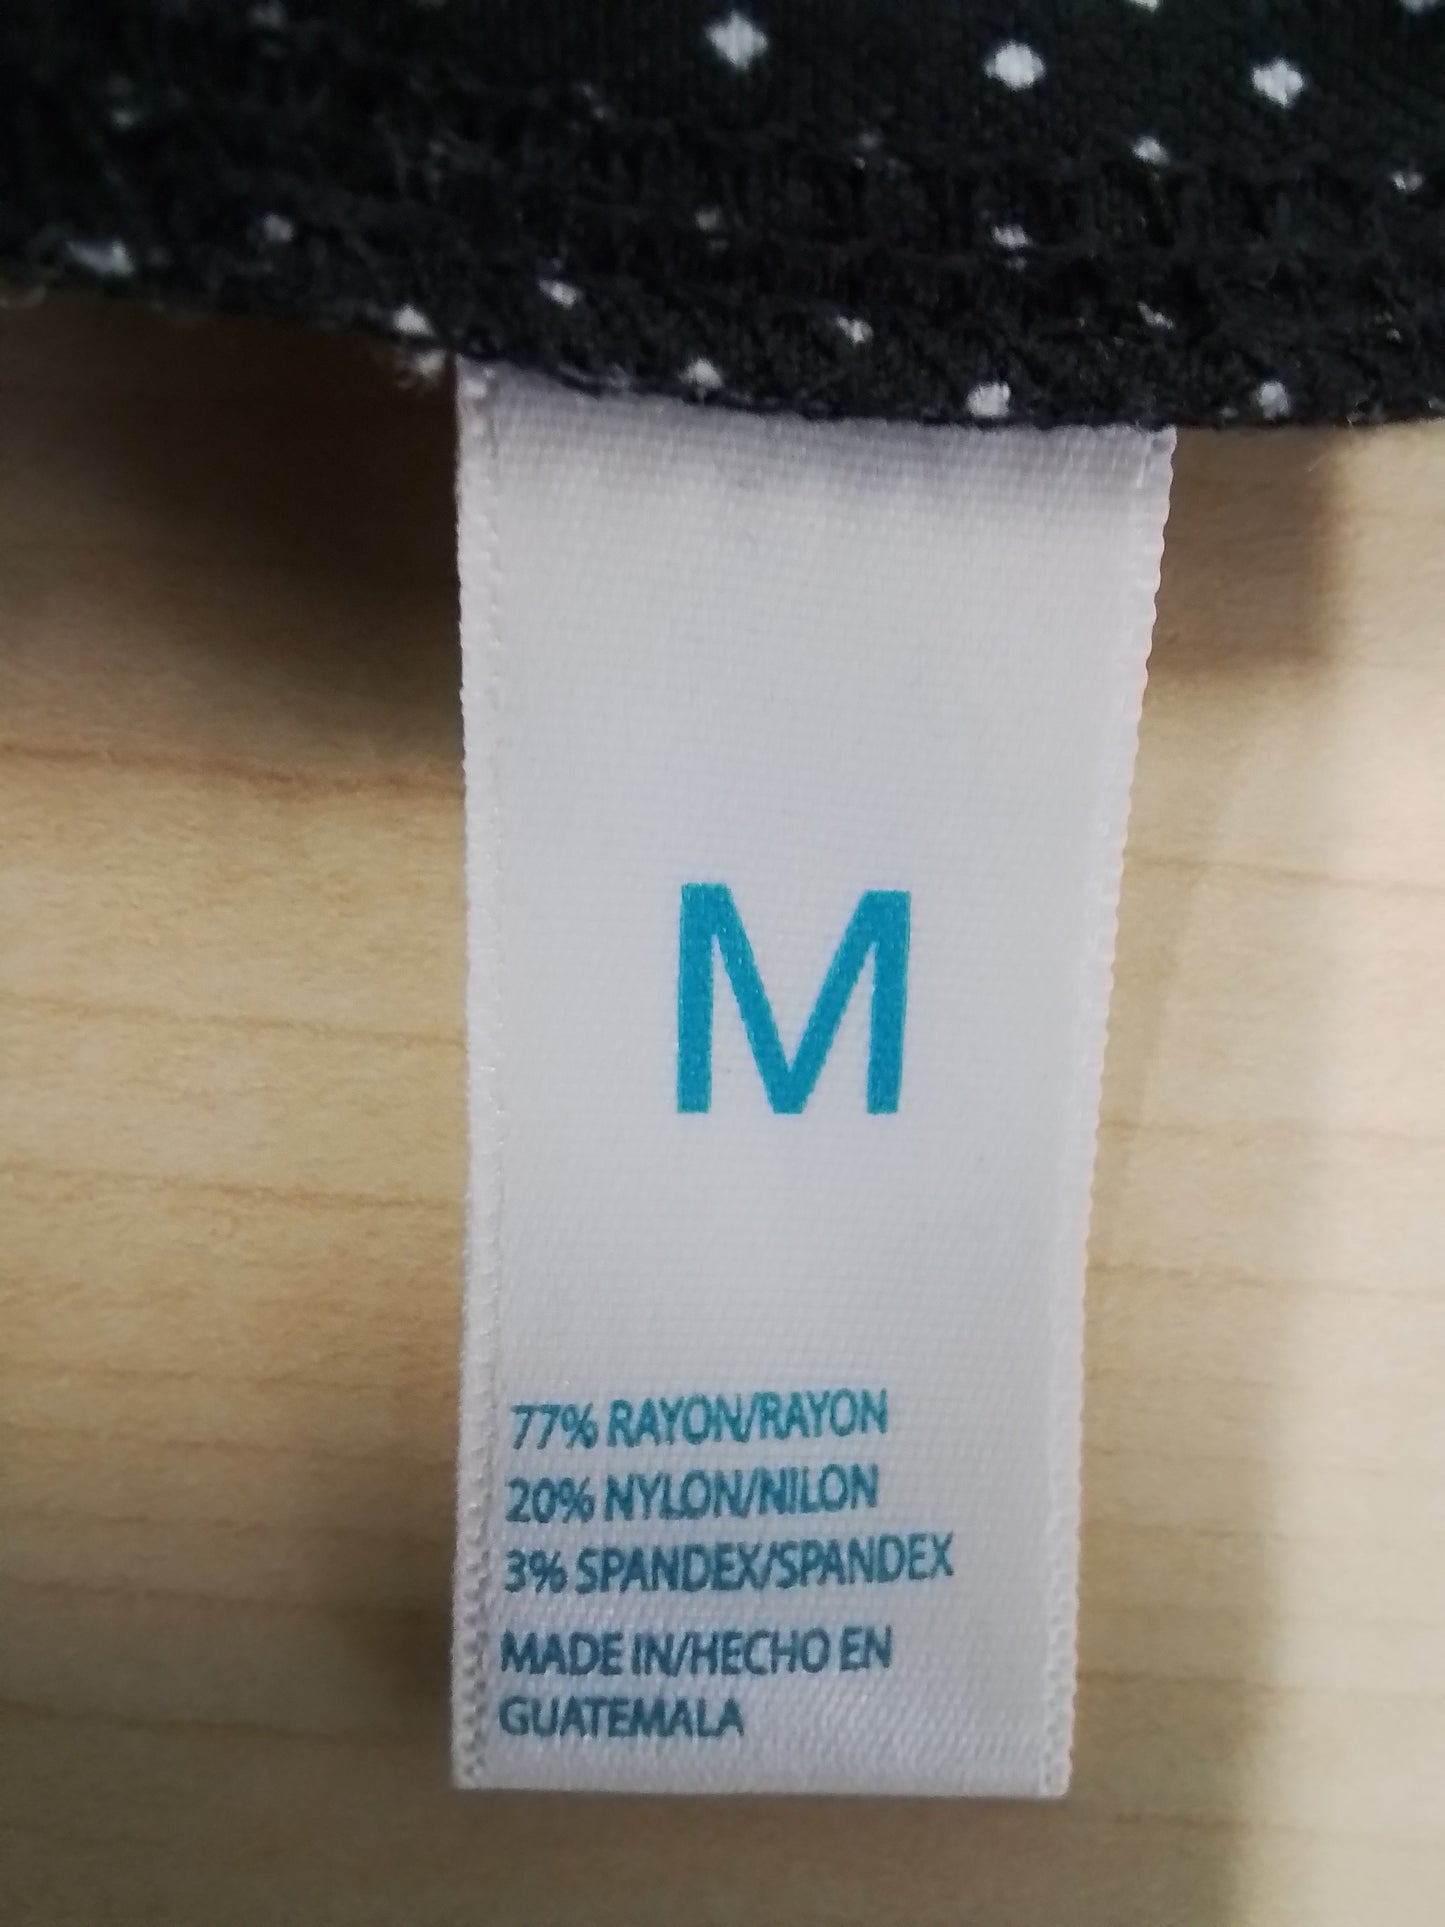 M
77% RAYON/RAYON
20% NYLON/NILON
3% SPANDEX/SPANDEX
MADE IN/HECHO EN
GUATEMALA